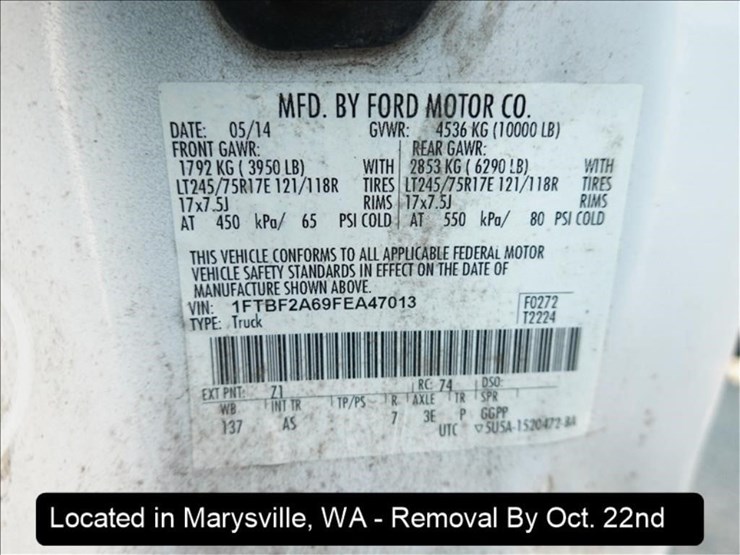 MFD. BY FORD MOTOR CO.
DATE: 05/14 GVWR: 4536 KG (10000 LB)
FRONT GAWR: REAR GAWR:
1792 KG ( 3950 LB) WITH 2853 KG ( 6290 LB) WITH
LT245/75R17E 121/118R TIRES LT245/75R17E 121/118R TIRES
17x7.5J RIMS 17x7.5J RIMS
AT 450 kPa/ 65 PSI COLD AT 550 kPa/ 80 PSI COLD
THIS VEHICLE CONFORMS TO ALL APPLICABLE FEDERAL MOTOR
VEHICLE SAFETY STANDARDS IN EFFECT ON THE DATE OF
MANUFACTURE SHOWN ABOVE.
VIN: 1FTBF2A69FEA47013 F0272
TYPE: Truck T2224
EXT PNT: Z1 RC: 74 DSO:
WB INT TR TP/PS R AXLE TR SPR
137 AS 7 3E P GGPP
UTC 5U5A-1520472-BA
Located in Marysville, WA - Removal By Oct. 22nd